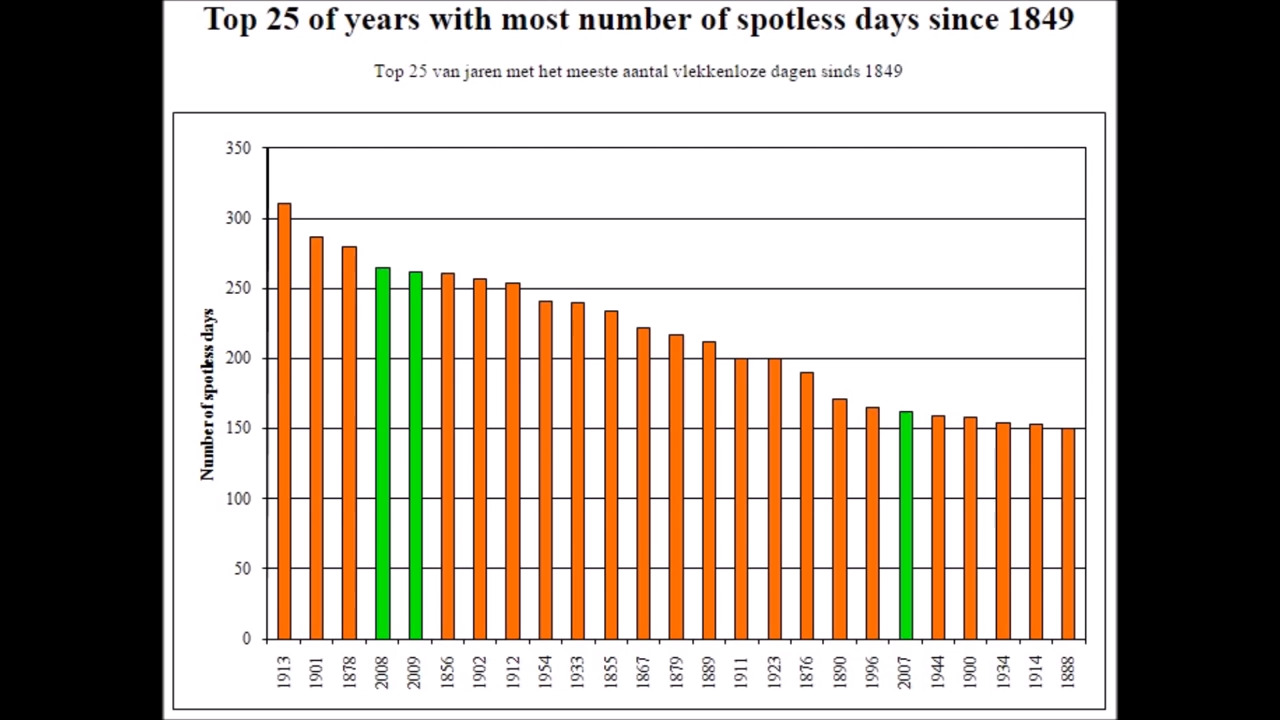 Top 25 of years with most number of spotless days since 1849
Top 25 van jaren met het meeste aantal vlekkenloze dagen sinds 1849
350
300
250
200
150
100
50
0
Number of spotless days
1913 1901 1878 2008 2009 1856 1902 1912 1954 1933 1855 1867 1879 1889 1911 1923 1876 1890 1996 2007 1944 1900 1934 1914 1888